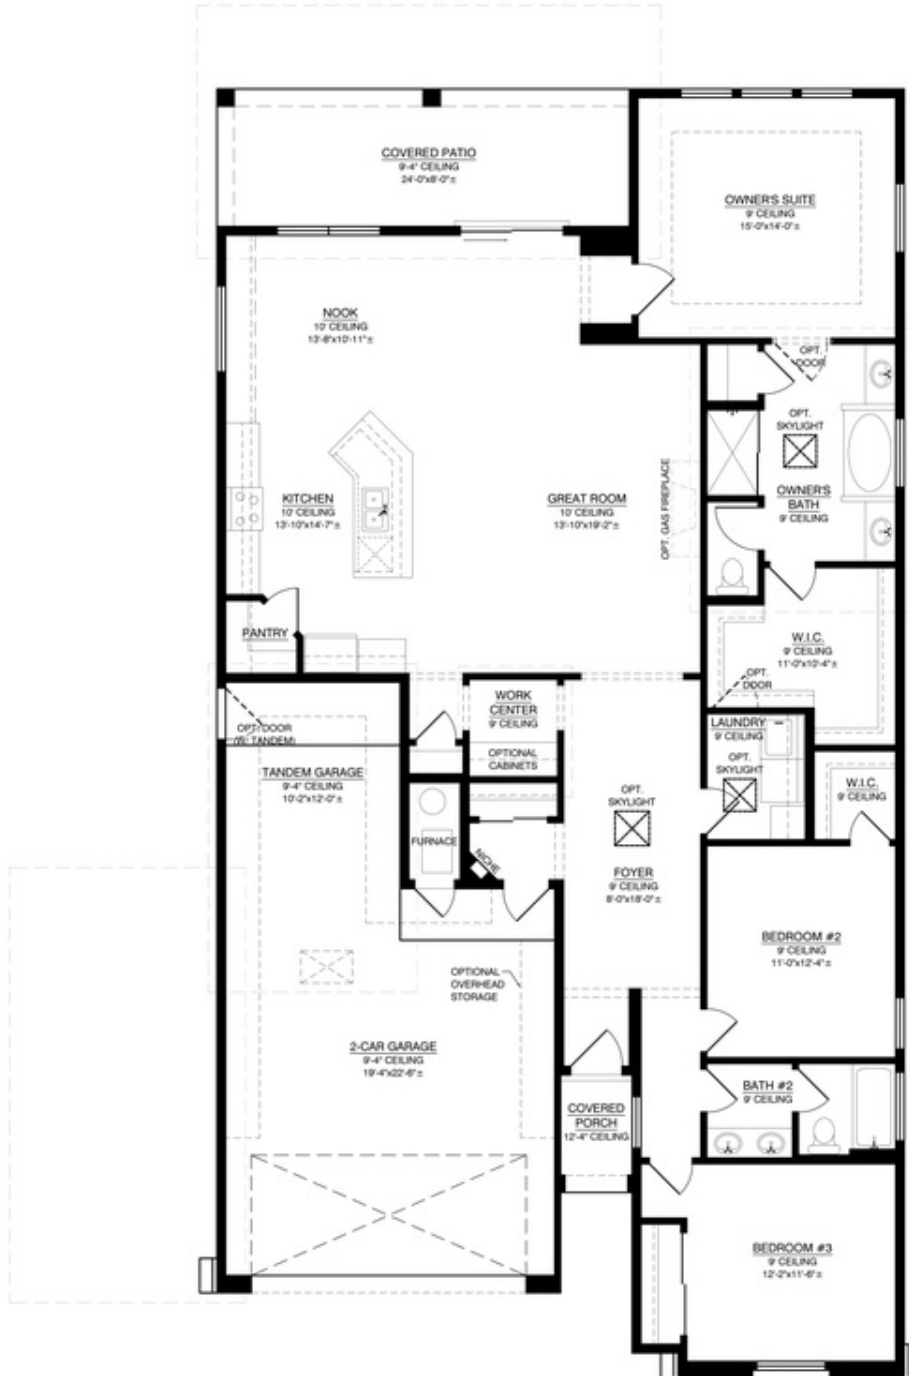 COVERED PATIO
9'-4" CEILING
24'-0"x8'-0"±
OWNER'S SUITE
9' CEILING
15'-0"x14'-0"±
NOOK
10' CEILING
13'-8"x10'-11"±
OPT.
DOOR
OPT.
SKYLIGHT
OWNER'S
BATH
9' CEILING
KITCHEN
10' CEILING
13'-10"x14'-7"±
GREAT ROOM
10' CEILING
13'-10"x19'-2"±
OPT. GAS FIREPLACE
PANTRY
W.I.C.
9' CEILING
11'-0"x10'-4"±
OPT.
DOOR
WORK
CENTER
9' CEILING
OPTIONAL
CABINETS
LAUNDRY
9' CEILING
OPT.
SKYLIGHT
OPT. DOOR
(W/ TANDEM)
TANDEM GARAGE
9'-4" CEILING
10'-2"x12'-0"±
W.I.C.
9' CEILING
OPT.
SKYLIGHT
FURNACE
NICHE
FOYER
9' CEILING
8'-0"x18'-0"±
BEDROOM #2
9' CEILING
11'-0"x12'-4"±
OPTIONAL
OVERHEAD
STORAGE
2-CAR GARAGE
9'-4" CEILING
19'-4"x22'-6"±
BATH #2
9' CEILING
COVERED
PORCH
12'-4" CEILING
BEDROOM #3
9' CEILING
12'-2"x11'-6"±